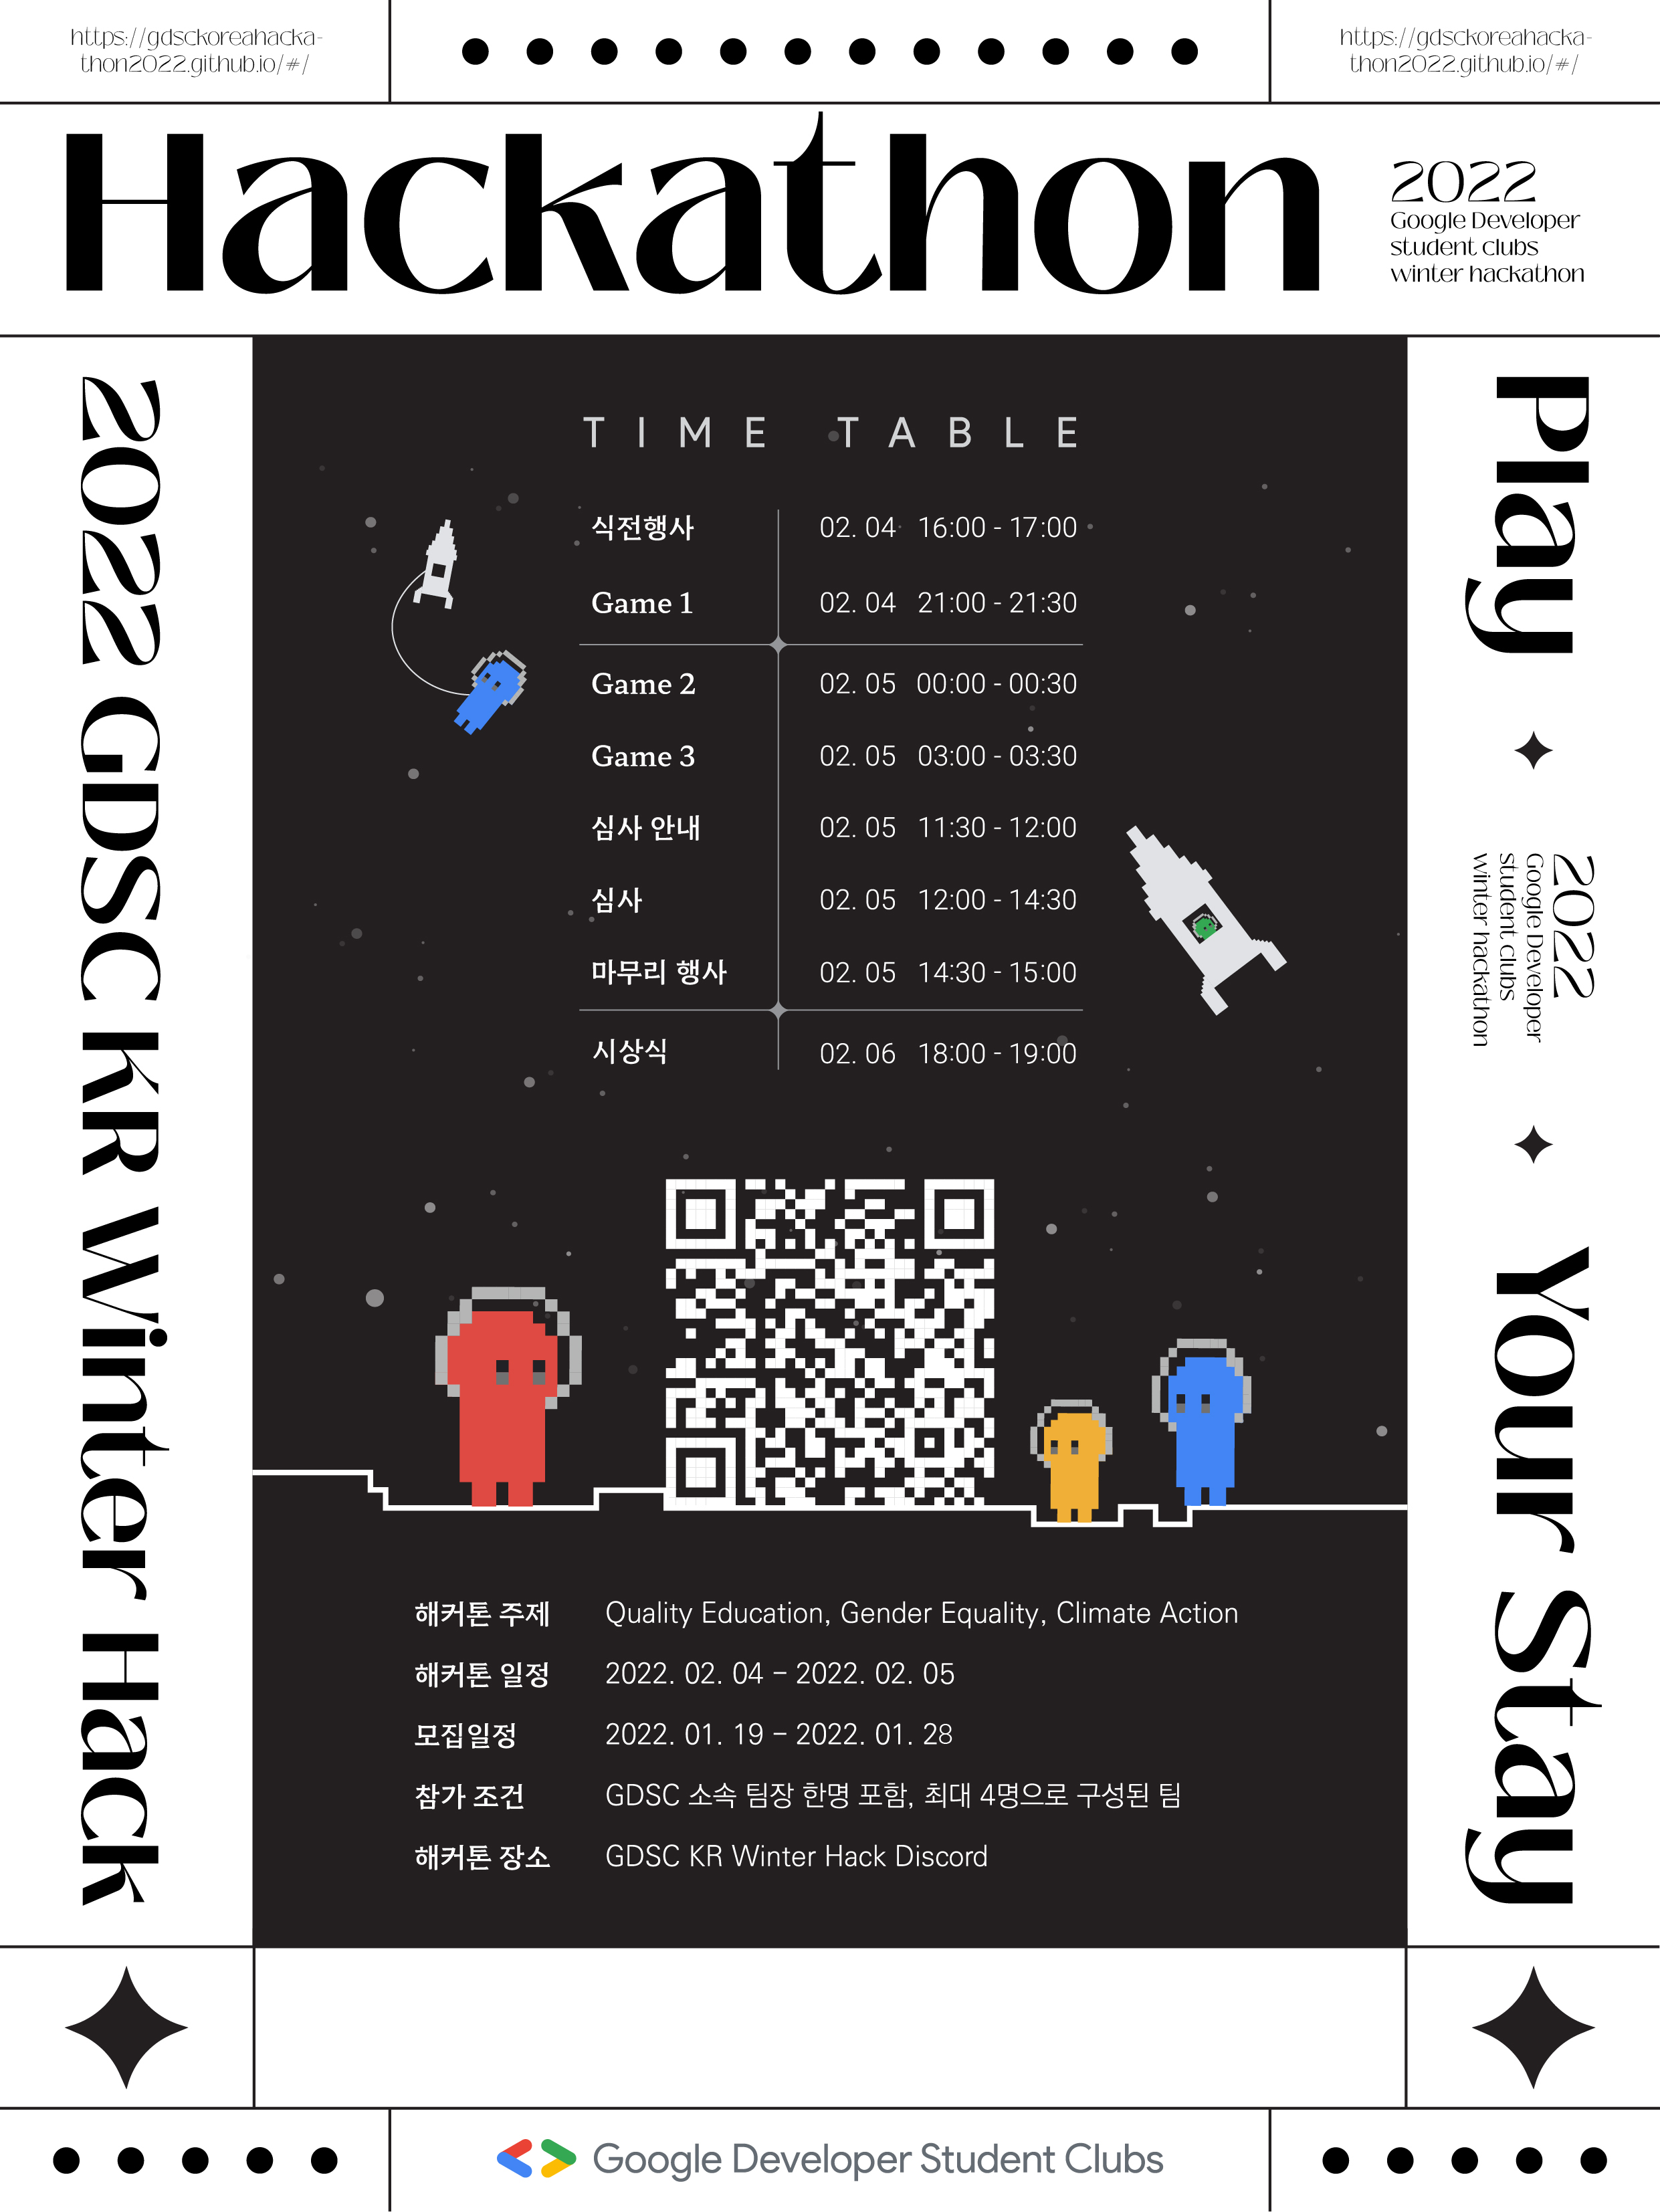 https://gdsckoreahacka-
thon2022.github.io/#/
https://gdsckoreahacka-
thon2022.github.io/#/
Hackathon
2022
Google Developer
student clubs
winter hackathon
2022 GDSC KR Winter Hack
TIME TABLE
식전행사 02. 04 16:00 - 17:00
Game 1 02. 04 21:00 - 21:30
Game 2 02. 05 00:00 - 00:30
Game 3 02. 05 03:00 - 03:30
심사 안내 02. 05 11:30 - 12:00
심사 02. 05 12:00 - 14:30
마무리 행사 02. 05 14:30 - 15:00
시상식 02. 06 18:00 - 19:00
해커톤 주제 Quality Education, Gender Equality, Climate Action
해커톤 일정 2022. 02. 04 – 2022. 02. 05
모집일정 2022. 01. 19 – 2022. 01. 28
참가 조건 GDSC 소속 팀장 한명 포함, 최대 4명으로 구성된 팀
해커톤 장소 GDSC KR Winter Hack Discord
Play
2022
Google Developer
student clubs
winter hackathon
Your Stay
Google Developer Student Clubs